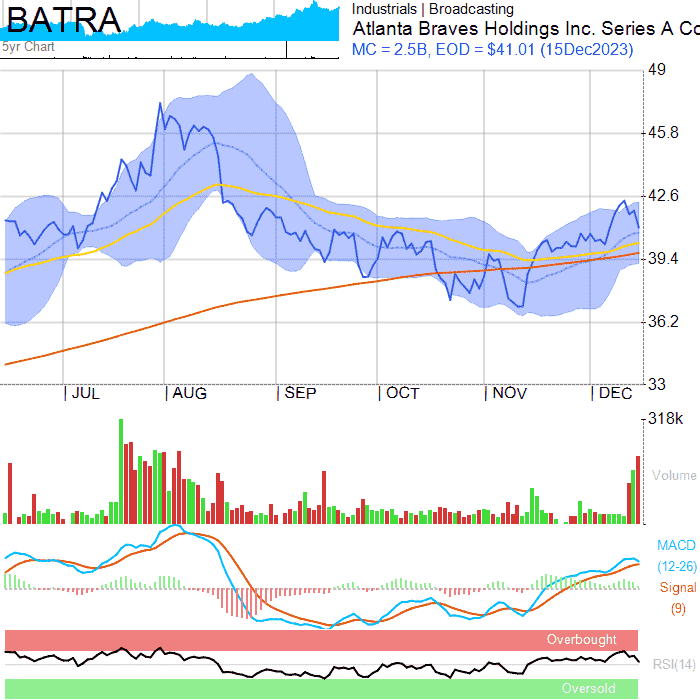 BATRA
5yr Chart
Industrials | Broadcasting
Atlanta Braves Holdings Inc. Series A Co
MC = 2.5B, EOD = $41.01 (15Dec2023)
49
45.8
42.6
39.4
36.2
33
JUL AUG SEP OCT NOV DEC
318k
Volume
MACD
(12-26)
Signal
(9)
Overbought
RSI(14)
Oversold